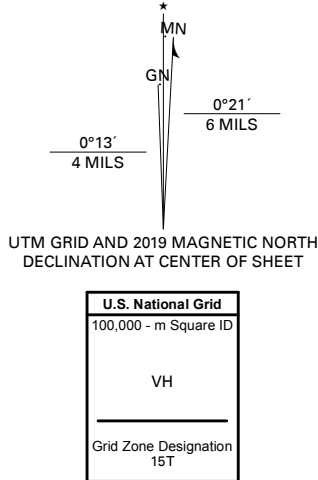 MN
GN
0°21´
6 MILS
0°13´
4 MILS
UTM GRID AND 2019 MAGNETIC NORTH
DECLINATION AT CENTER OF SHEET
U.S. National Grid
100,000 - m Square ID
VH
Grid Zone Designation
15T